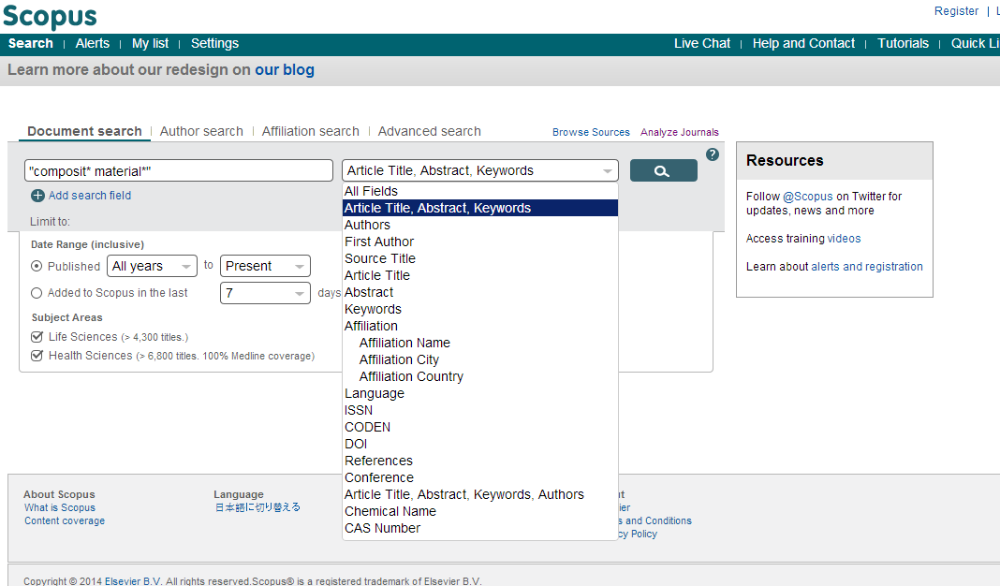 Scopus
Register |
Search | Alerts | My list | Settings
Live Chat | Help and Contact | Tutorials |  Quick
Learn more about our redesign on our blog
Document search | Author search | Affiliation search | Advanced search
Browse Sources Analyze Journals
"composit* material*"
Article Title, Abstract, Keywords
?
Add search field
Limit to:
Date Range (inclusive)
Published All years to Present
Added to Scopus in the last 7 days
Subject Areas
Life Sciences (> 4,300 titles.)
Health Sciences (> 6,800 titles. 100% Medline coverage)
All Fields
Article Title, Abstract, Keywords
Authors
First Author
Source Title
Article Title
Abstract
Keywords
Affiliation
Affiliation Name
Affiliation City
Affiliation Country
Language
ISSN
CODEN
DOI
References
Conference
Article Title, Abstract, Keywords, Authors
Chemical Name
CAS Number
Resources
Follow @Scopus on Twitter for
updates, news and more
Access training videos
Learn about alerts and registration
About Scopus
What is Scopus
Content coverage
Language
日本語に切り替える
and Conditions
Policy
Copyright © 2014 Elsevier B.V. All rights reserved.Scopus® is a registered trademark of Elsevier B.V.